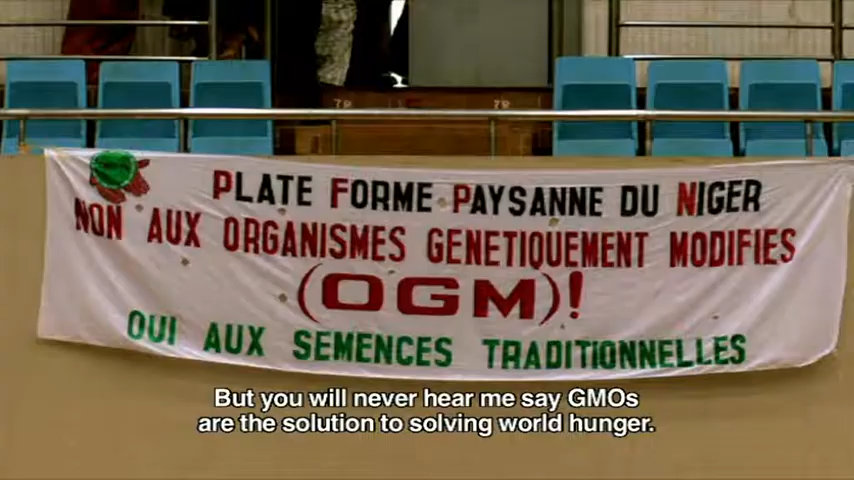 PLATE FORME PAYSANNE DU NIGER
NON AUX ORGANISMES GENETIQUEMENT MODIFIES
(OGM)!
OUI AUX SEMENCES TRADITIONNELLES
But you will never hear me say GMOs
are the solution to solving world hunger.